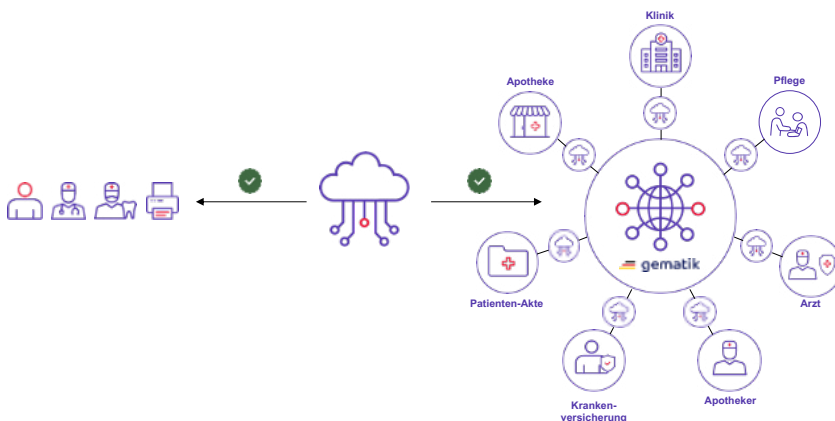 Klinik
Apotheke
Pflege
gematik
Patienten-Akte
Arzt
Kranken-
versicherung
Apotheker